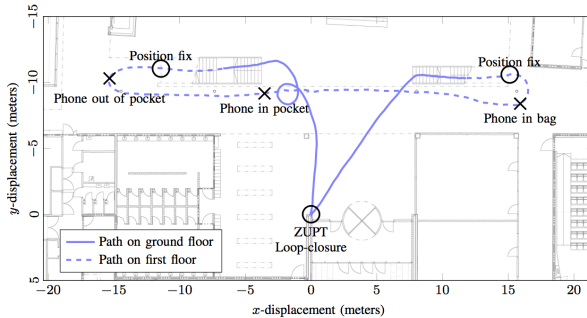 −15
−10
−5
0
5
y-displacement (meters)
Position fix
Position fix
Phone out of pocket
Phone in pocket
Phone in bag
ZUPT
Loop-closure
Path on ground floor
Path on first floor
−20 −15 −10 −5 0 5 10 15 20
x-displacement (meters)